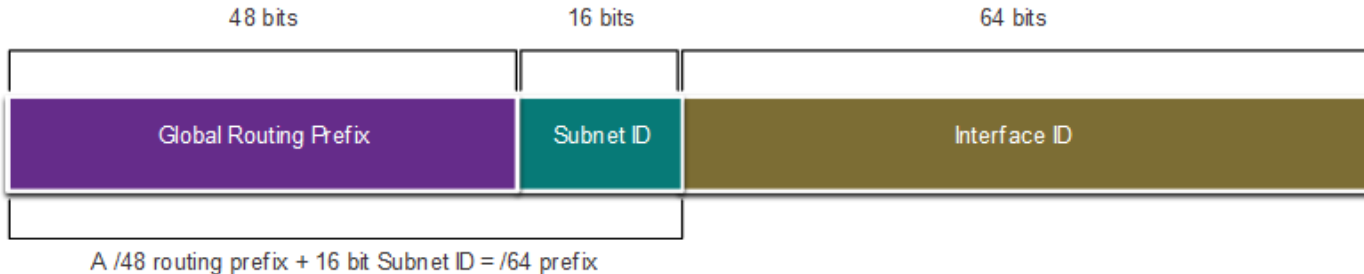 48 bits 16 bits 64 bits
Global Routing Prefix Subnet ID Interface ID
A /48 routing prefix + 16 bit Subnet ID = /64 prefix